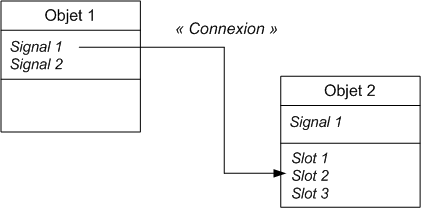 Objet 1
Signal 1
Signal 2
« Connexion »
Objet 2
Signal 1
Slot 1
Slot 2
Slot 3